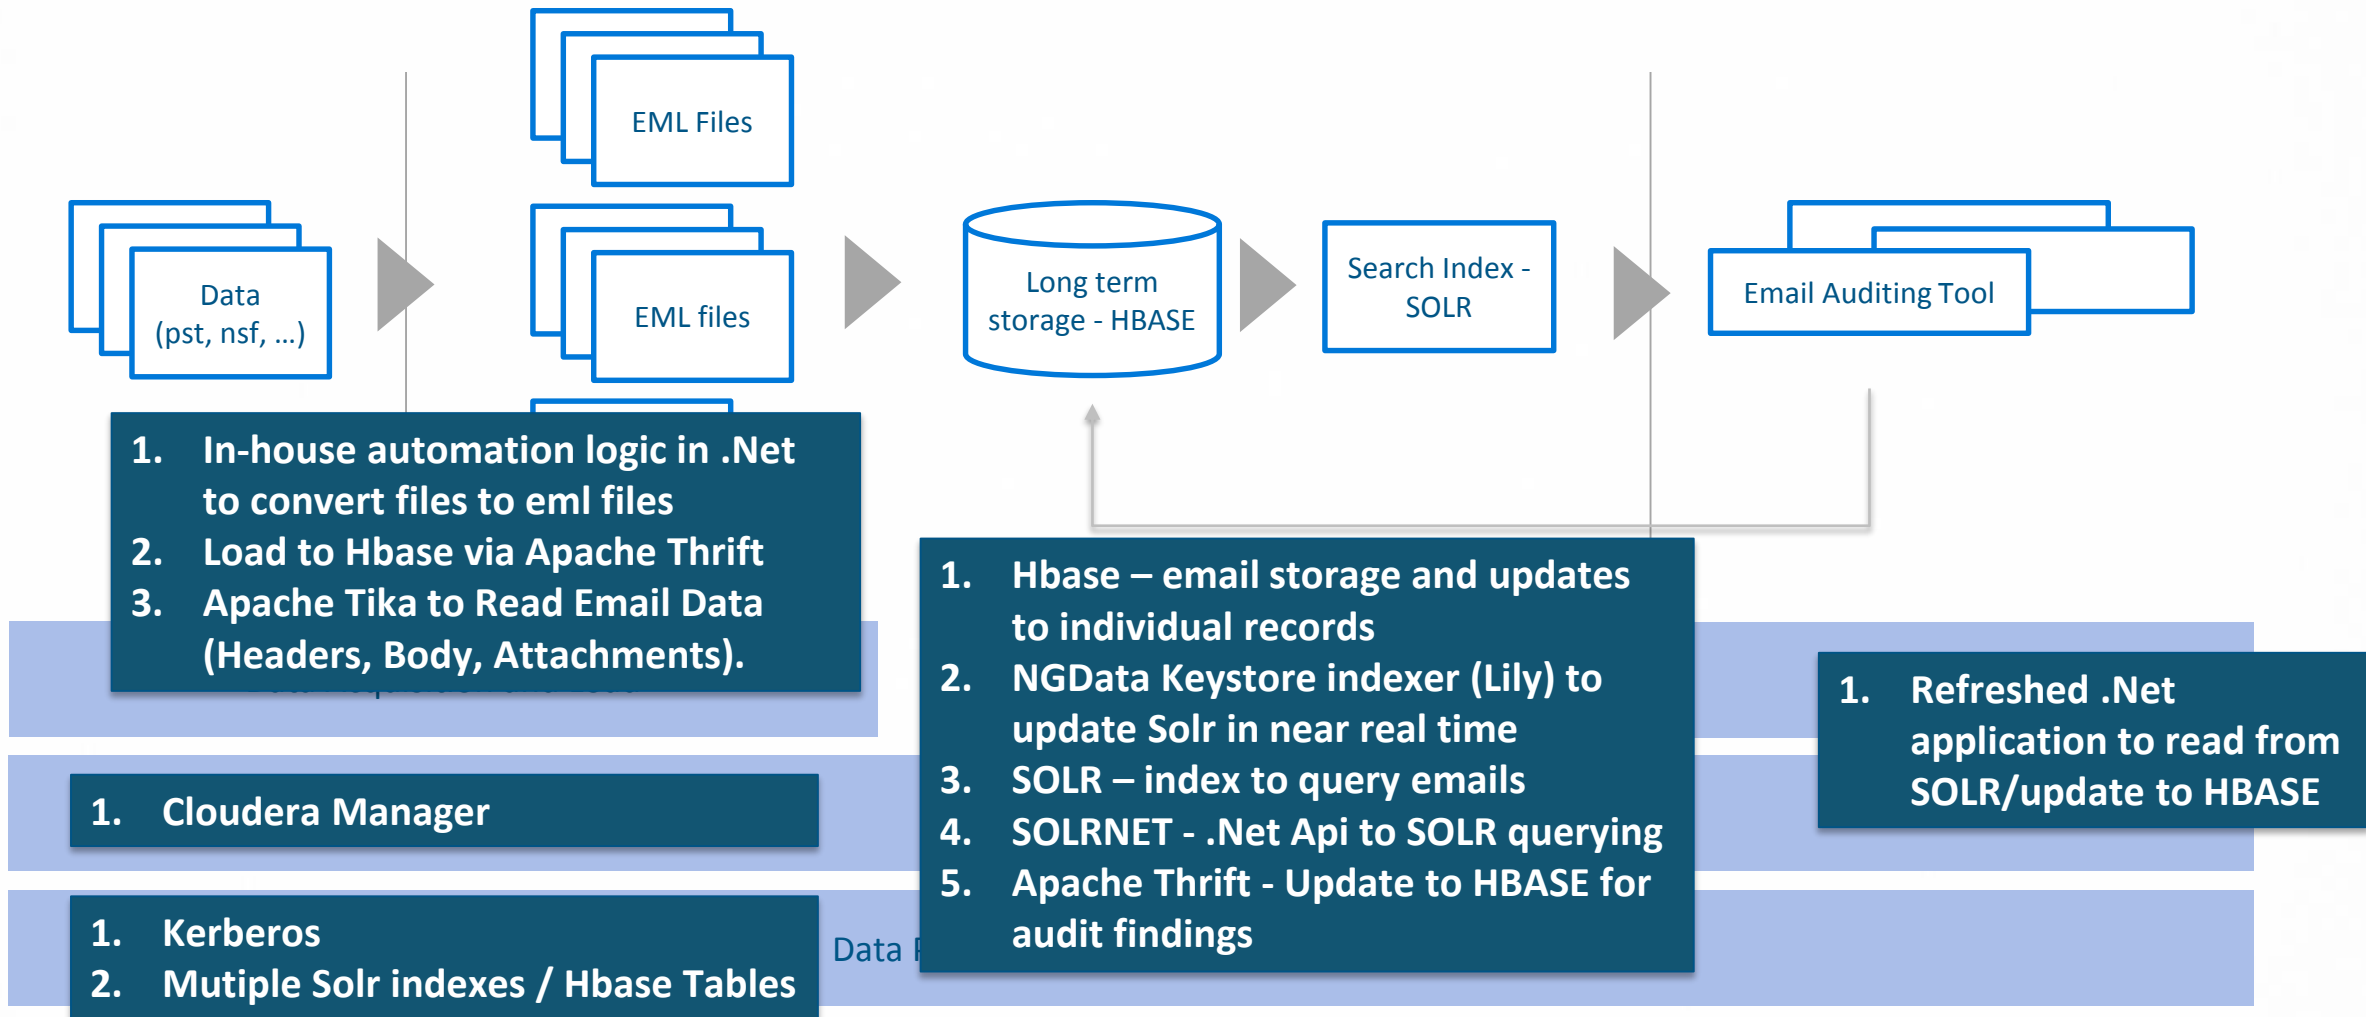 EML Files
EML files
Data
(pst, nsf, ...)
Long term
storage - HBASE
Search Index -
SOLR
Email Auditing Tool
1. In-house automation logic in .Net
to convert files to eml files
2. Load to Hbase via Apache Thrift
3. Apache Tika to Read Email Data
(Headers, Body, Attachments).
1. Hbase – email storage and updates
to individual records
2. NGData Keystore indexer (Lily) to
update Solr in near real time
3. SOLR – index to query emails
4. SOLRNET - .Net Api to SOLR querying
5. Apache Thrift - Update to HBASE for
audit findings
1. Refreshed .Net
application to read from
SOLR/update to HBASE
1. Cloudera Manager
1. Kerberos
2. Mutiple Solr indexes / Hbase Tables
Data